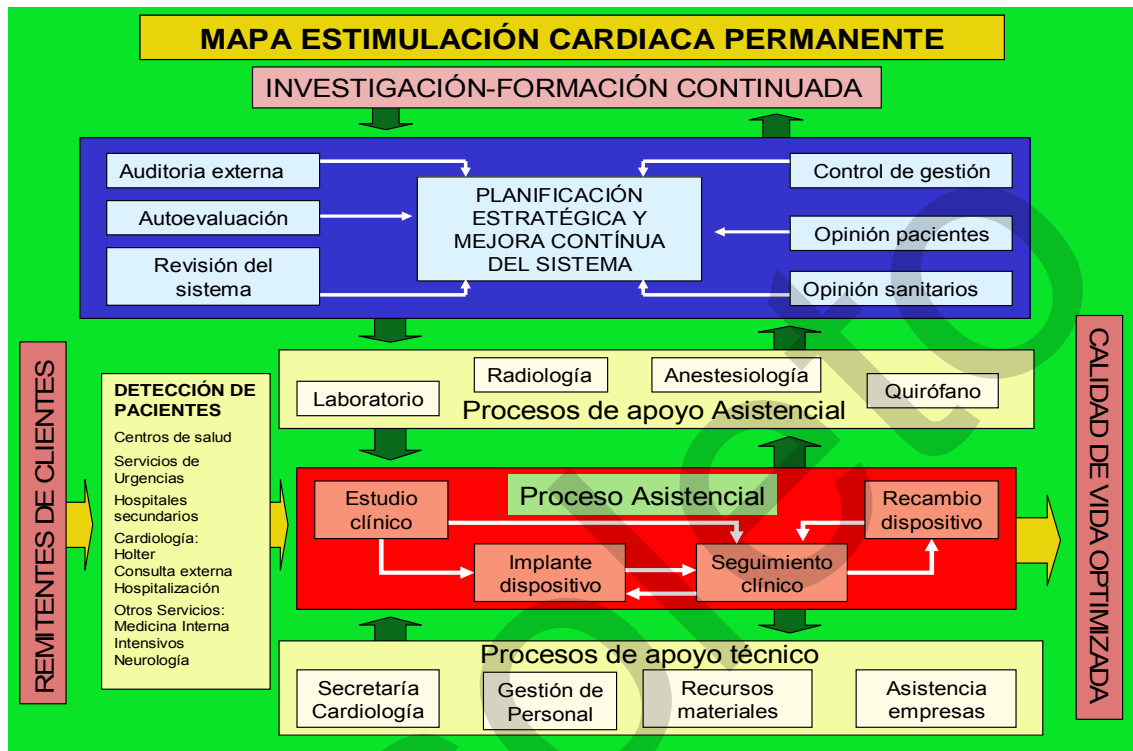 MAPA ESTIMULACIÓN CARDIACA PERMANENTE
INVESTIGACIÓN-FORMACIÓN CONTINUADA
Auditoria externa
Autoevaluación
Revisión del
sistema
PLANIFICACIÓN
ESTRATÉGICA Y
MEJORA CONTÍNUA
DEL SISTEMA
Control de gestión
Opinión pacientes
Opinión sanitarios
REMITENTES DE CLIENTES
DETECCIÓN DE
PACIENTES
Centros de salud
Servicios de
Urgencias
Hospitales
secundarios
Cardiología:
Holter
Consulta externa
Hospitalización
Otros Servicios:
Medicina Interna
Intensivos
Neurología
Laboratorio
Radiología
Anestesiología
Quirófano
Procesos de apoyo Asistencial
Proceso Asistencial
Estudio
clínico
Implante
dispositivo
Seguimiento
clínico
Recambio
dispositivo
Procesos de apoyo técnico
Secretaría
Cardiología
Gestión de
Personal
Recursos
materiales
Asistencia
empresas
CALIDAD DE VIDA OPTIMIZADA
oleto